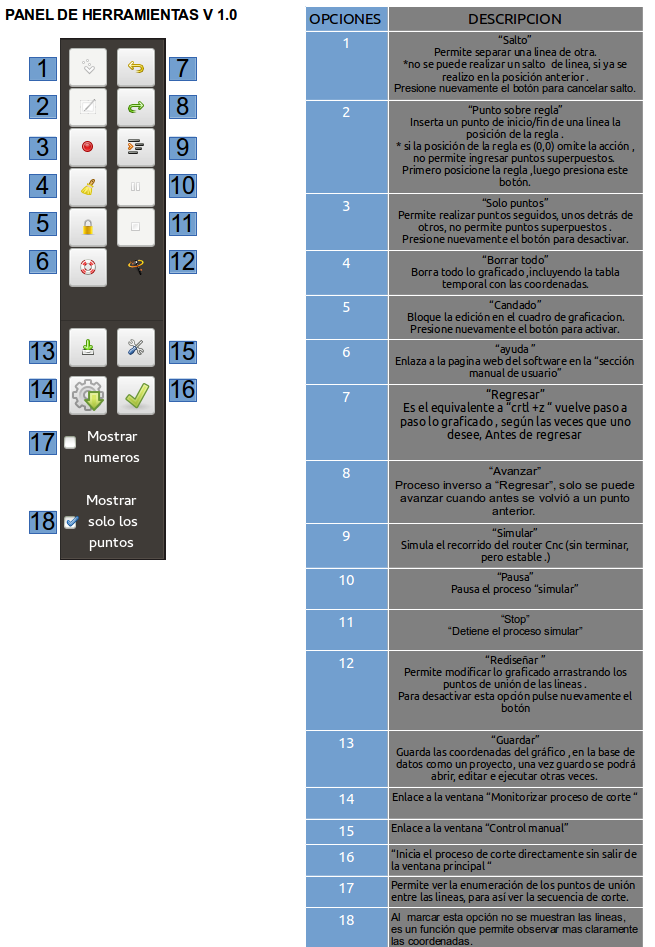 PANEL DE HERRAMIENTAS V 1.0
1
7
2
8
3
9
4
10
5
11
6
12
13
15
14
16
17
Mostrar
numeros
18
Mostrar
solo los
puntos
OPCIONES DESCRIPCION
1
“Salto”
Permite separar una linea de otra.
*no se puede realizar un salto de linea, si ya se
realizo en la posición anterior .
Presione nuevamente el botón para cancelar salto.
2
“Punto sobre regla”
Inserta un punto de inicio/fin de una linea la
posición de la regla .
* si la posición de la regla es (0,0) omite la acción ,
no permite ingresar puntos superpuestos.
Primero posicione la regla ,luego presiona este
botón.
3
“Solo puntos”
Permite realizar puntos seguidos, unos detrás de
otros, no permite puntos superpuestos .
Presione nuevamente el botón para desactivar.
4
“Borrar todo”
Borra todo lo graficado ,incluyendo la tabla
temporal con las coordenadas.
5
“Candado”
Bloque la edición en el cuadro de graficacion.
Presione nuevamente el botón para activar.
6
“ayuda ”
Enlaza a la pagina web del software en la “sección
manual de usuario”
7
“Regresar”
Es el equivalente a “crtl +z “ vuelve paso a
paso lo graficado , según las veces que uno
desee, Antes de regresar
8
“Avanzar”
Proceso inverso a “Regresar”, solo se puede
avanzar cuando antes se volvió a un punto
anterior.
9
“Simular”
Simula el recorrido del router Cnc (sin terminar,
pero estable .)
10
“Pausa”
Pausa el proceso “simular”
11
“Stop”
“Detiene el proceso simular”
12
“Rediseñar ”
Permite modificar lo graficado arrastrando los
puntos de unión de las lineas .
Para desactivar esta opción pulse nuevamente el
botón
13
“Guardar”
Guarda las coordenadas del gráfico , en la base de
datos como un proyecto, una vez guardo se podrá
abrir, editar e ejecutar otras veces.
14
Enlace a la ventana “Monitorizar proceso de corte “
15
Enlace a la ventana “Control manual”
16
“Inicia el proceso de corte directamente sin salir de
la ventana principal “
17
Permite ver la enumeración de los puntos de unión
entre las lineas, para así ver la secuencia de corte.
18
Al marcar esta opción no se muestran las lineas,
es un función que permite observar mas claramente
las coordenadas.